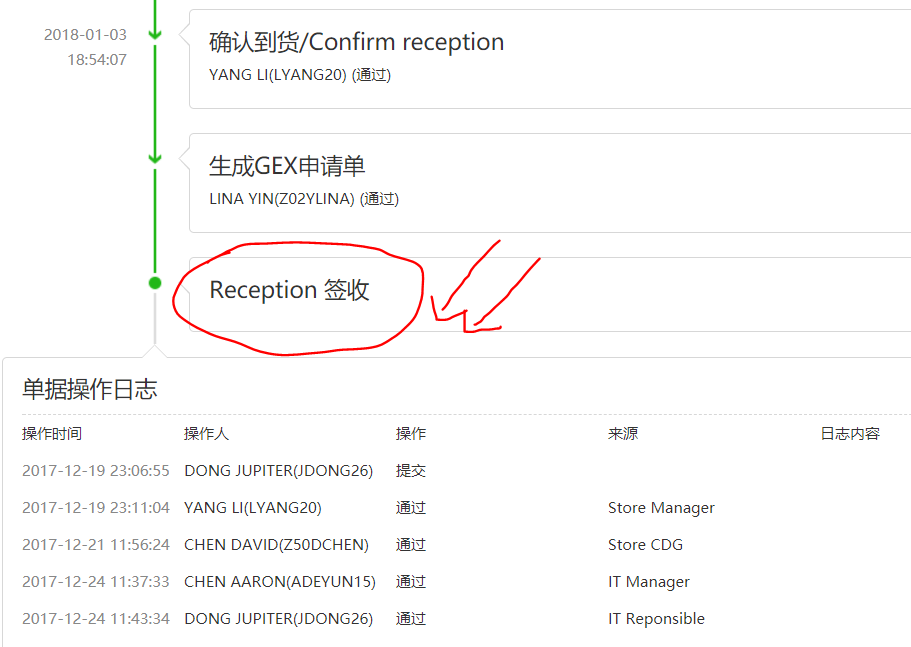 2018-01-03
18:54:07
确认到货/Confirm reception
YANG LI(LYANG20) (通过)
生成GEX申请单
LINA YIN(Z02YLINA) (通过)
Reception 签收
单据操作日志
操作时间 操作人 操作 来源 日志内容
2017-12-19 23:06:55 DONG JUPITER(JDONG26) 提交
2017-12-19 23:11:04 YANG LI(LYANG20) 通过 Store Manager
2017-12-21 11:56:24 CHEN DAVID(Z50DCHEN) 通过 Store CDG
2017-12-24 11:37:33 CHEN AARON(ADEYUN15) 通过 IT Manager
2017-12-24 11:43:34 DONG JUPITER(JDONG26) 通过 IT Reponsible